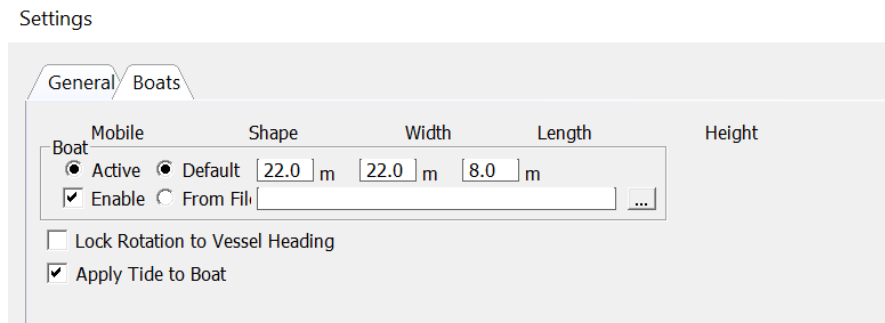 Settings
General Boats
Mobile Shape Width Length Height
Boat
Active Default 22.0 m 22.0 m 8.0 m
Enable From Fil ...
Lock Rotation to Vessel Heading
Apply Tide to Boat